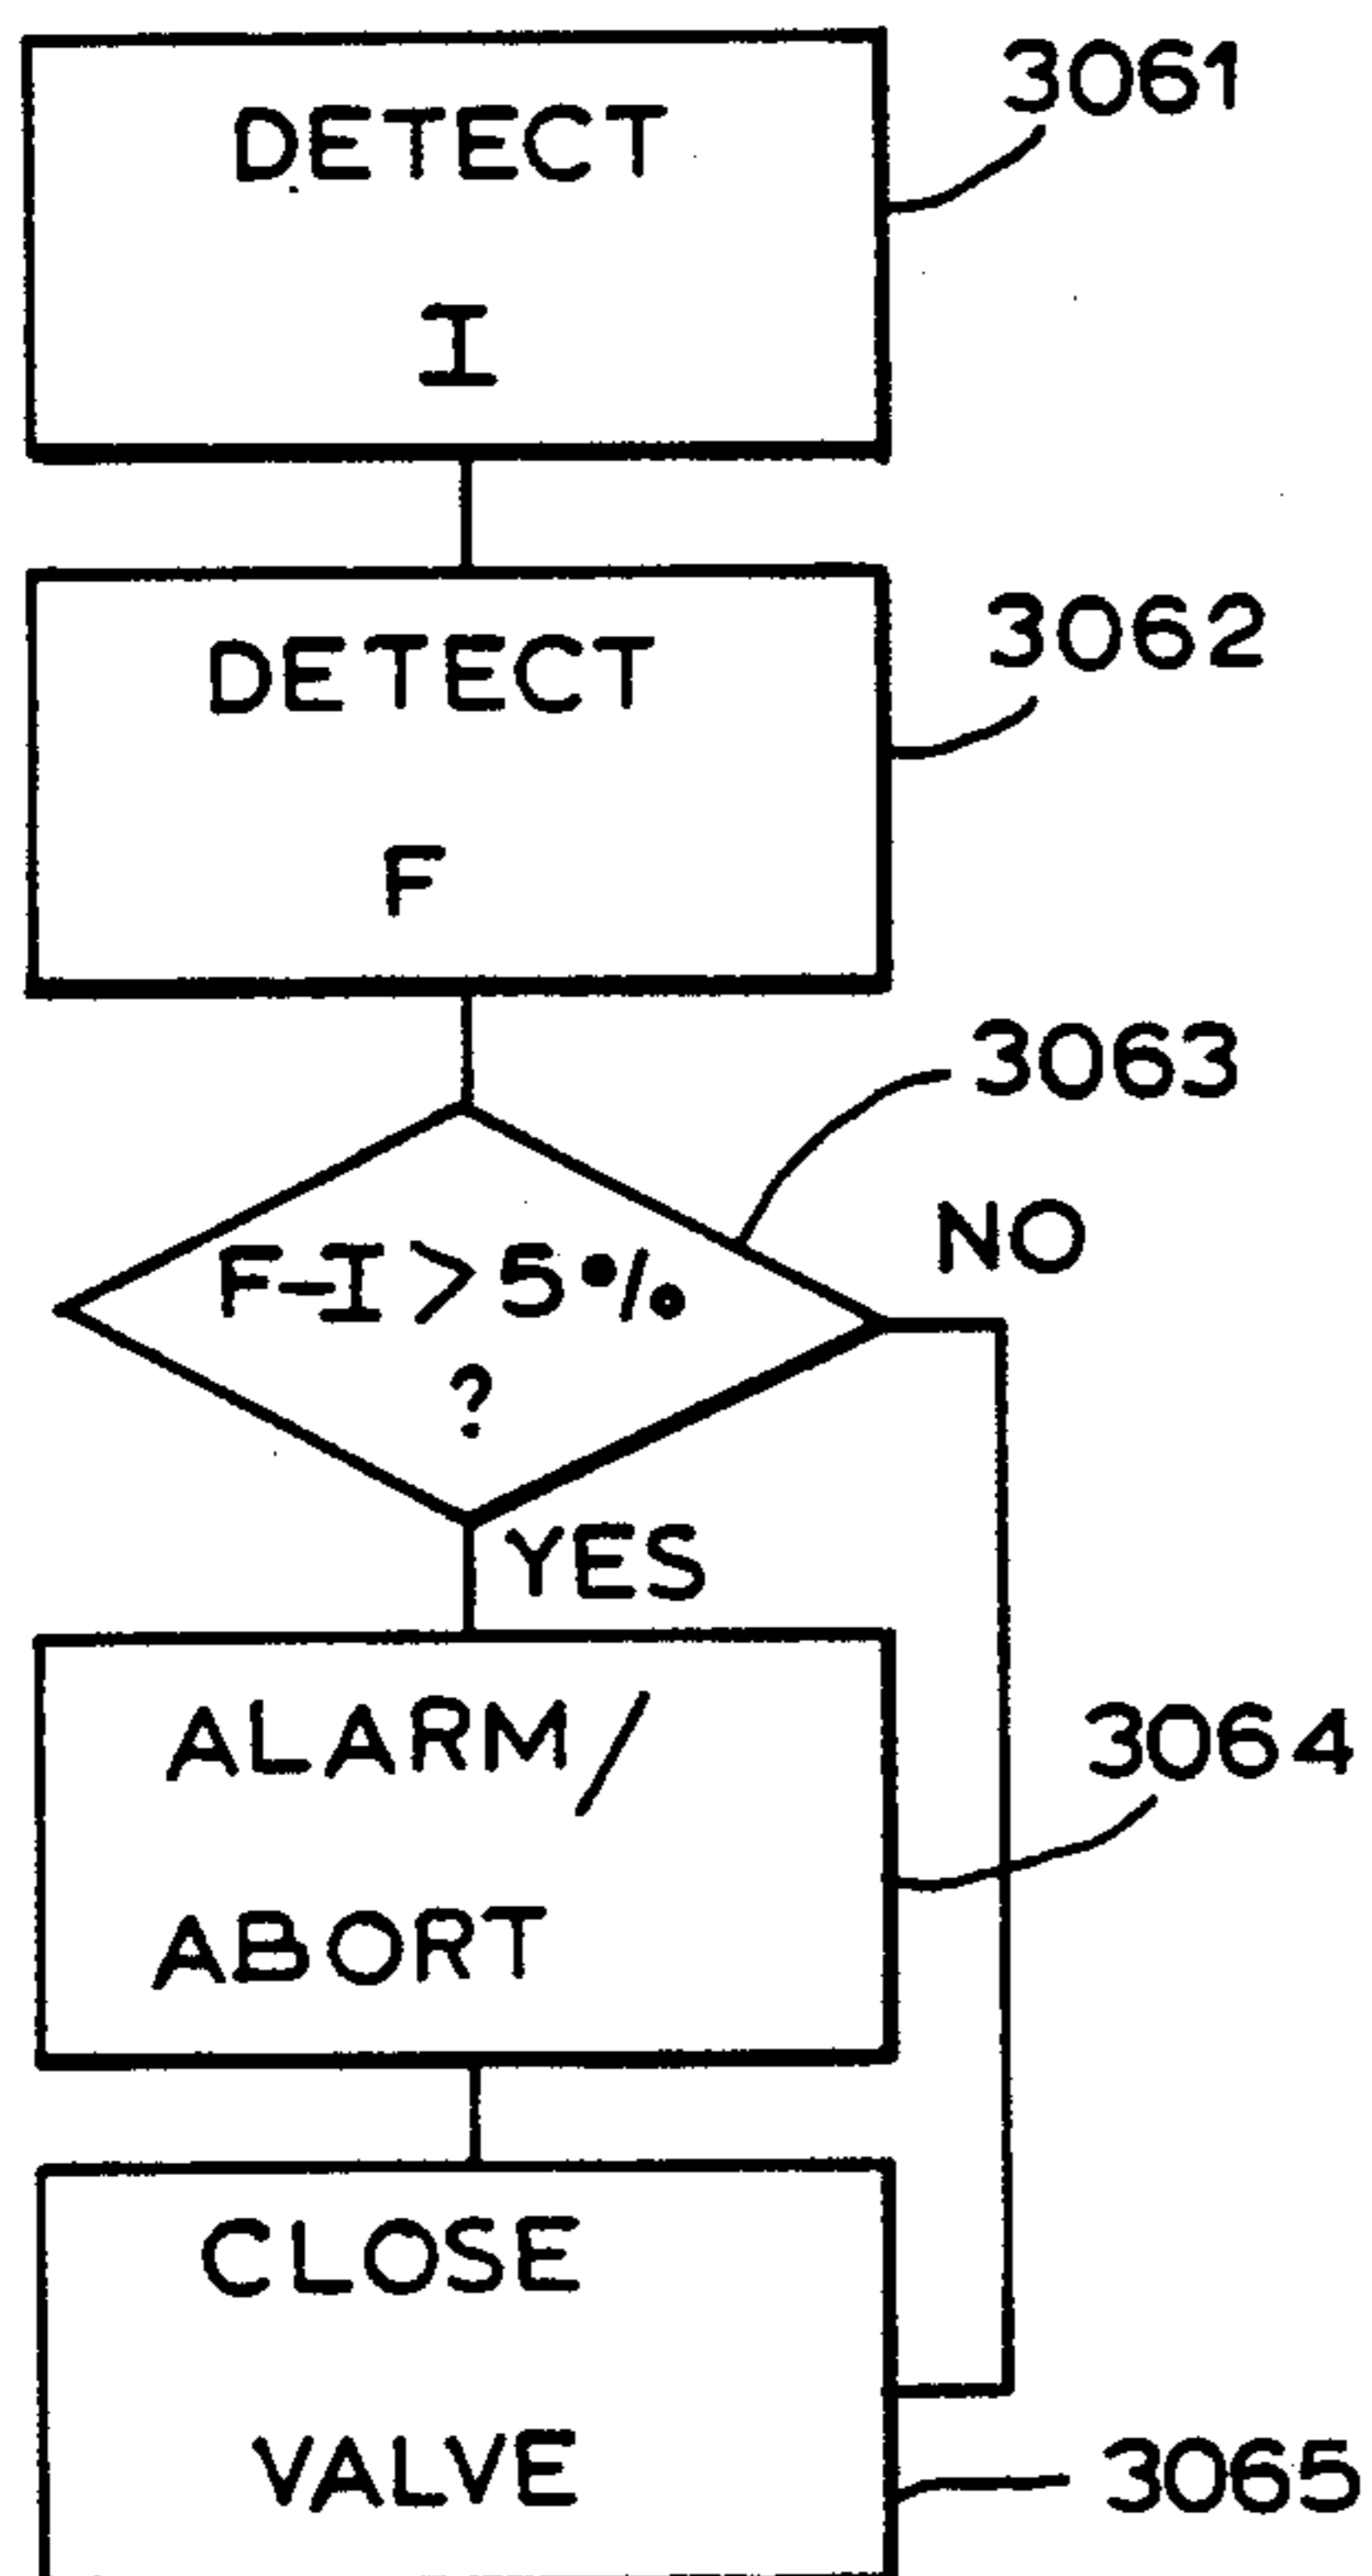 DETECT
I
3061
DETECT
F
3062
3063
F-I>5%
?
NO
YES
ALARM/
ABORT
3064
CLOSE
VALVE
3065